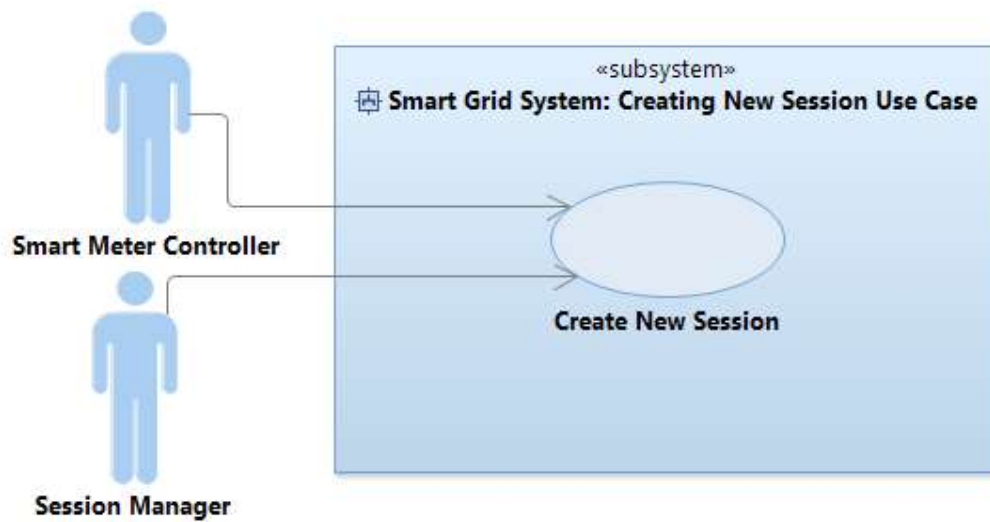 «subsystem»
Smart Grid System: Creating New Session Use Case
Smart Meter Controller
Create New Session
Session Manager